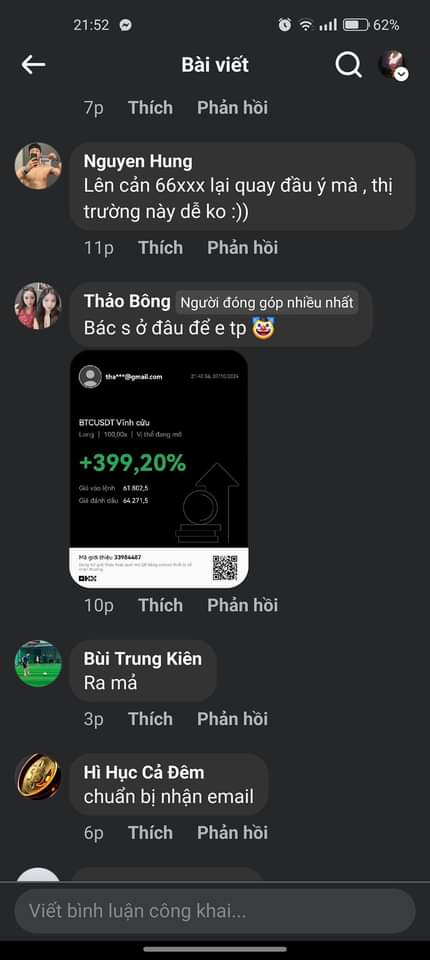 21:52
62%
Bài viết
7p Thích Phản hồi
Nguyen Hung
Lên cản 66xxx lại quay đầu ý mà , thị
trường này dễ ko :))
11p Thích Phản hồi
Thảo Bông Người đóng góp nhiều nhất
Bác s ở đâu để e tp 🤡
tha***@gmail.com
BTCUSDT Vĩnh cửu
Long | 100,00x | Vị thế đang mở
+399,20%
Giá vào lệnh 61.802,5
Giá đánh dấu 64.271,5
Mã giới thiệu 33984487
OKX
10p Thích Phản hồi
Bùi Trung Kiên
Ra mả
3p Thích Phản hồi
Hì Hục Cả Đêm
chuẩn bị nhận email
6p Thích Phản hồi
Viết bình luận công khai...